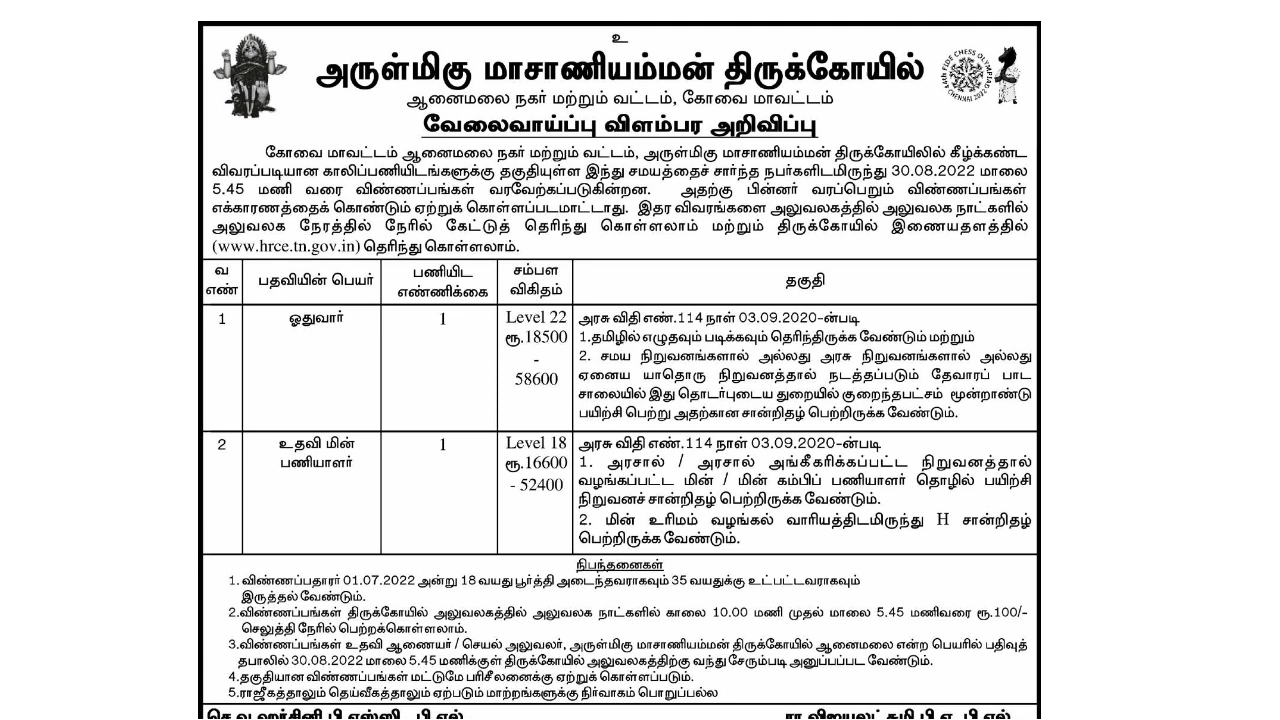 உ
அருள்மிகு மாசாணியம்மன் திருக்கோயில்
44th FIDE CHESS OLYMPIAD CHENNAI 2022
ஆனைமலை நகர் மற்றும் வட்டம், கோவை மாவட்டம்
வேலைவாய்ப்பு விளம்பர அறிவிப்பு
கோவை மாவட்டம் ஆனைமலை நகர் மற்றும் வட்டம், அருள்மிகு மாசாணியம்மன் திருக்கோயிலில் கீழ்க்கண்ட
விவரப்படியான காலிப்பணியிடங்களுக்கு தகுதியுள்ள இந்து சமயத்தைச் சார்ந்த நபர்களிடமிருந்து 30.08.2022 மாலை
5.45 மணி வரை விண்ணப்பங்கள் வரவேற்கப்படுகின்றன. அதற்கு பின்னர் வரப்பெறும் விண்ணப்பங்கள்
எக்காரணத்தைக் கொண்டும் ஏற்றுக் கொள்ளப்படமாட்டாது. இதர விவரங்களை அலுவலகத்தில் அலுவலக நாட்களில்
அலுவலக நேரத்தில் நேரில் கேட்டுத் தெரிந்து கொள்ளலாம் மற்றும் திருக்கோயில் இணையதளத்தில்
(www.hrce.tn.gov.in) தெரிந்து கொள்ளலாம்.
வ எண்
பதவியின் பெயர்
பணியிட எண்ணிக்கை
சம்பள விகிதம்
தகுதி
1
ஓதுவார்
1
Level 22
ரூ.18500
-
58600
அரசு விதி எண்.114 நாள் 03.09.2020-ன்படி
1.தமிழில் எழுதவும் படிக்கவும் தெரிந்திருக்க வேண்டும் மற்றும்
2. சமய நிறுவனங்களால் அல்லது அரசு நிறுவனங்களால் அல்லது
ஏனைய யாதொரு நிறுவனத்தால் நடத்தப்படும் தேவாரப் பாட
சாலையில் இது தொடர்புடைய துறையில் குறைந்தபட்சம் மூன்றாண்டு
பயிற்சி பெற்று அதற்கான சான்றிதழ் பெற்றிருக்க வேண்டும்.
2
உதவி மின்
பணியாளர்
1
Level 18
ரூ.16600
- 52400
அரசு விதி எண்.114 நாள் 03.09.2020-ன்படி
1. அரசால் / அரசால் அங்கீகரிக்கப்பட்ட நிறுவனத்தால்
வழங்கப்பட்ட மின் / மின் கம்பிப் பணியாளர் தொழில் பயிற்சி
நிறுவனச் சான்றிதழ் பெற்றிருக்க வேண்டும்.
2. மின் உரிமம் வழங்கல் வாரியத்திடமிருந்து H சான்றிதழ்
பெற்றிருக்க வேண்டும்.
நிபந்தனைகள்
1. விண்ணப்பதாரர் 01.07.2022 அன்று 18 வயது பூர்த்தி அடைந்தவராகவும் 35 வயதுக்கு உட்பட்டவராகவும்
இருத்தல் வேண்டும்.
2.விண்ணப்பங்கள் திருக்கோயில் அலுவலகத்தில் அலுவலக நாட்களில் காலை 10.00 மணி முதல் மாலை 5.45 மணிவரை ரூ.100/-
செலுத்தி நேரில் பெற்றக்கொள்ளலாம்.
3.விண்ணப்பங்கள் உதவி ஆணையர் / செயல் அலுவலர், அருள்மிகு மாசாணியம்மன் திருக்கோயில் ஆனைமலை என்ற பெயரில் பதிவுத்
தபாலில் 30.08.2022 மாலை 5.45 மணிக்குள் திருக்கோயில் அலுவலகத்திற்கு வந்து சேரும்படி அனுப்பப்பட வேண்டும்.
4.தகுதியான விண்ணப்பங்கள் மட்டுமே பரிசீலனைக்கு ஏற்றுக் கொள்ளப்படும்.
5.ராஜீகத்தாலும் தெய்வீகத்தாலும் ஏற்படும் மாற்றங்களுக்கு நிர்வாகம் பொறுப்பல்ல